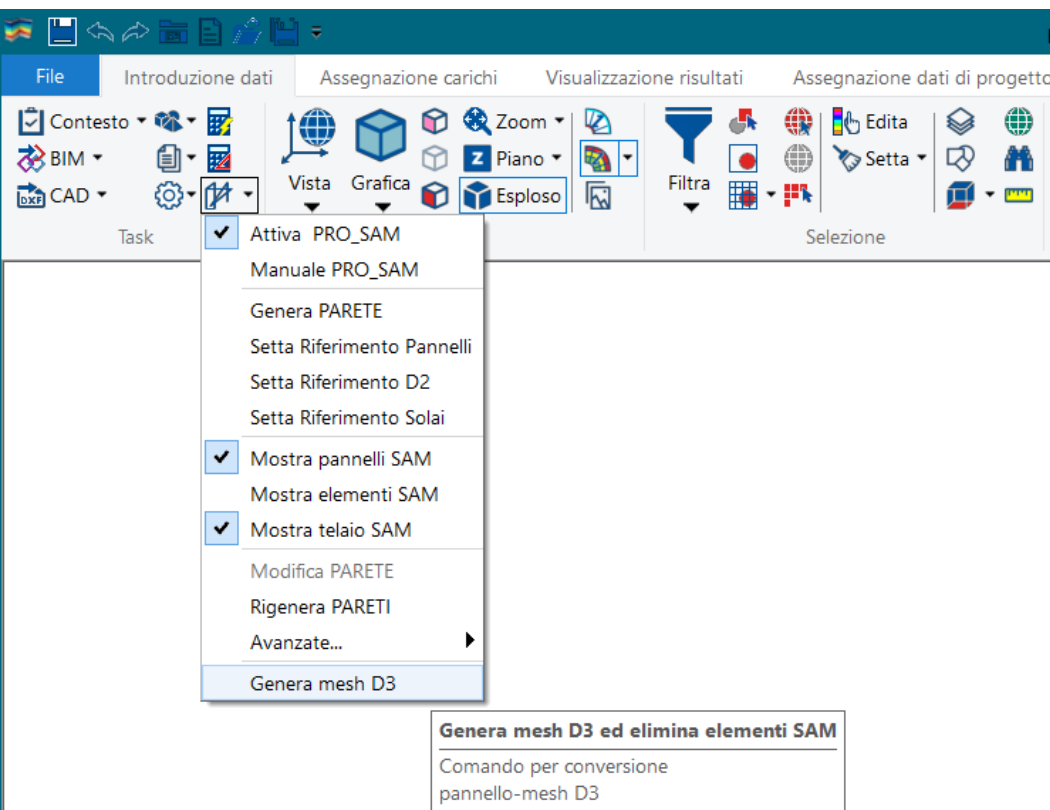 File Introduzione dati Assegnazione carichi Visualizzazione risultati Assegnazione dati di progetto
Contesto Zoom Edita
BIM Z Piano Setta
Vista Grafica Filtra
DXF CAD Esploso
Task Selezione
Attiva PRO_SAM
Manuale PRO_SAM
Genera PARETE
Setta Riferimento Pannelli
Setta Riferimento D2
Setta Riferimento Solai
Mostra pannelli SAM
Mostra elementi SAM
Mostra telaio SAM
Modifica PARETE
Rigenera PARETI
Avanzate...
Genera mesh D3
Genera mesh D3 ed elimina elementi SAM
Comando per conversione
pannello-mesh D3